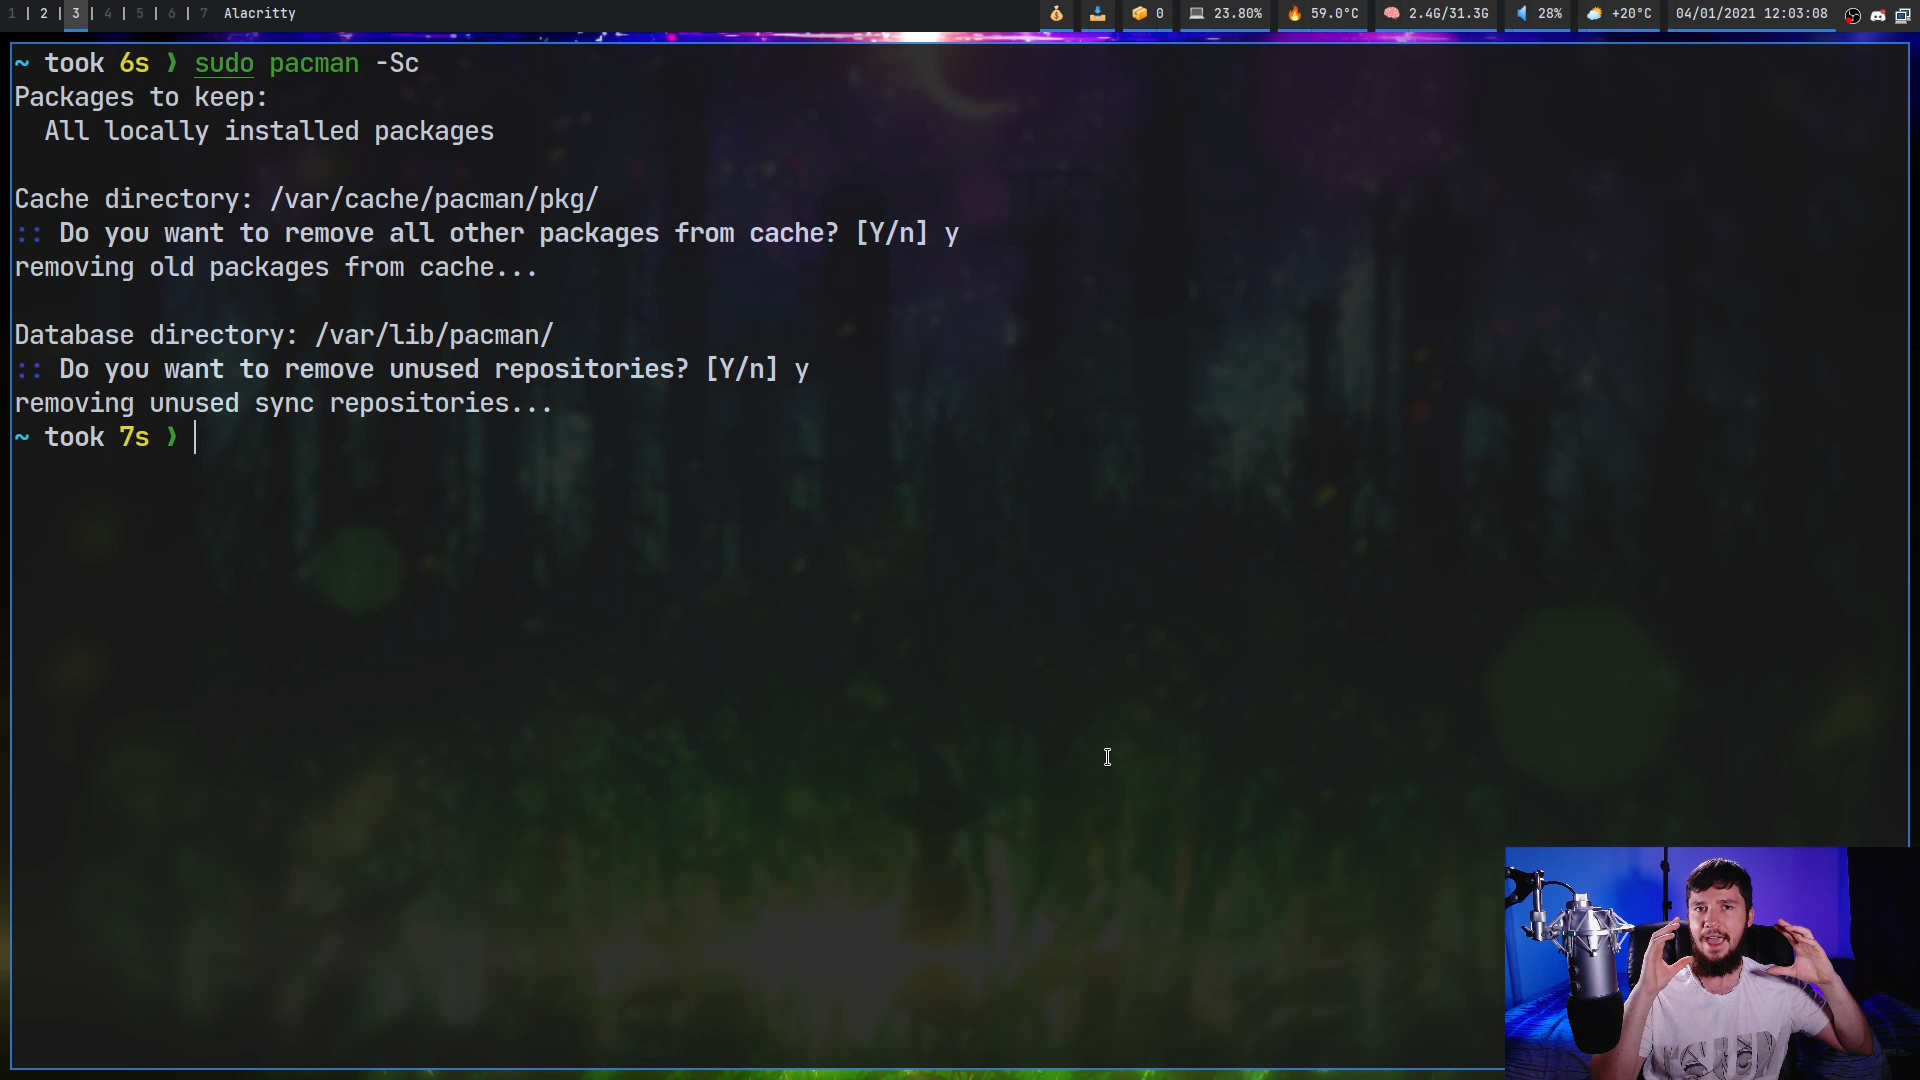 1 | 2 | 3 | 4 | 5 | 6 | 7 Alacritty 0 23.80% 59.0°C 2.4G/31.3G 28% +20°C 04/01/2021 12:03:08
~ took 6s ❯ sudo pacman -Sc
Packages to keep:
  All locally installed packages
Cache directory: /var/cache/pacman/pkg/
:: Do you want to remove all other packages from cache? [Y/n] y
removing old packages from cache...
Database directory: /var/lib/pacman/
:: Do you want to remove unused repositories? [Y/n] y
removing unused sync repositories...
~ took 7s ❯